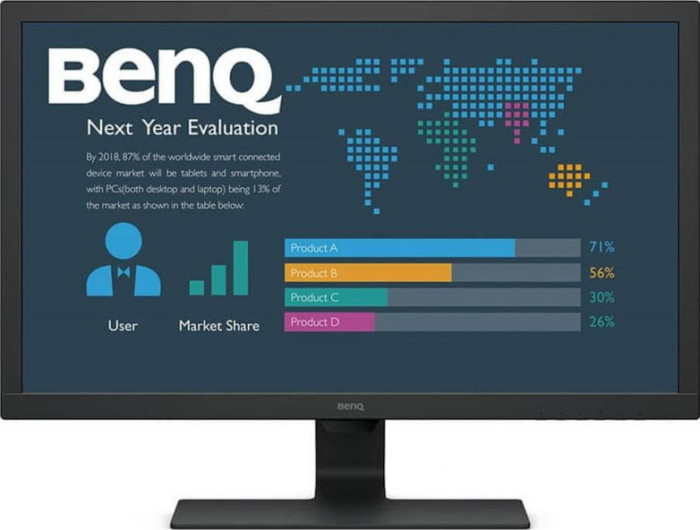 BenQ
Next Year Evaluation
By 2018, 87% of the worldwide smart connected
device market will be tablets and smartphone,
with PCs(both desktop and laptop) being 13% of
the market as shown in the table below:
User
Market Share
Product A 71%
Product B 56%
Product C 30%
Product D 26%
BenQ